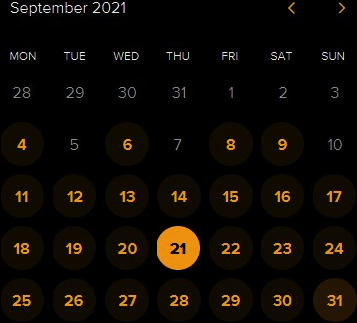 September 2021
MON TUE WED THU FRI SAT SUN
28 29 30 31 1 2 3
4 5 6 7 8 9 10
11 12 13 14 15 16 17
18 19 20 21 22 23 24
25 26 27 28 29 30 31